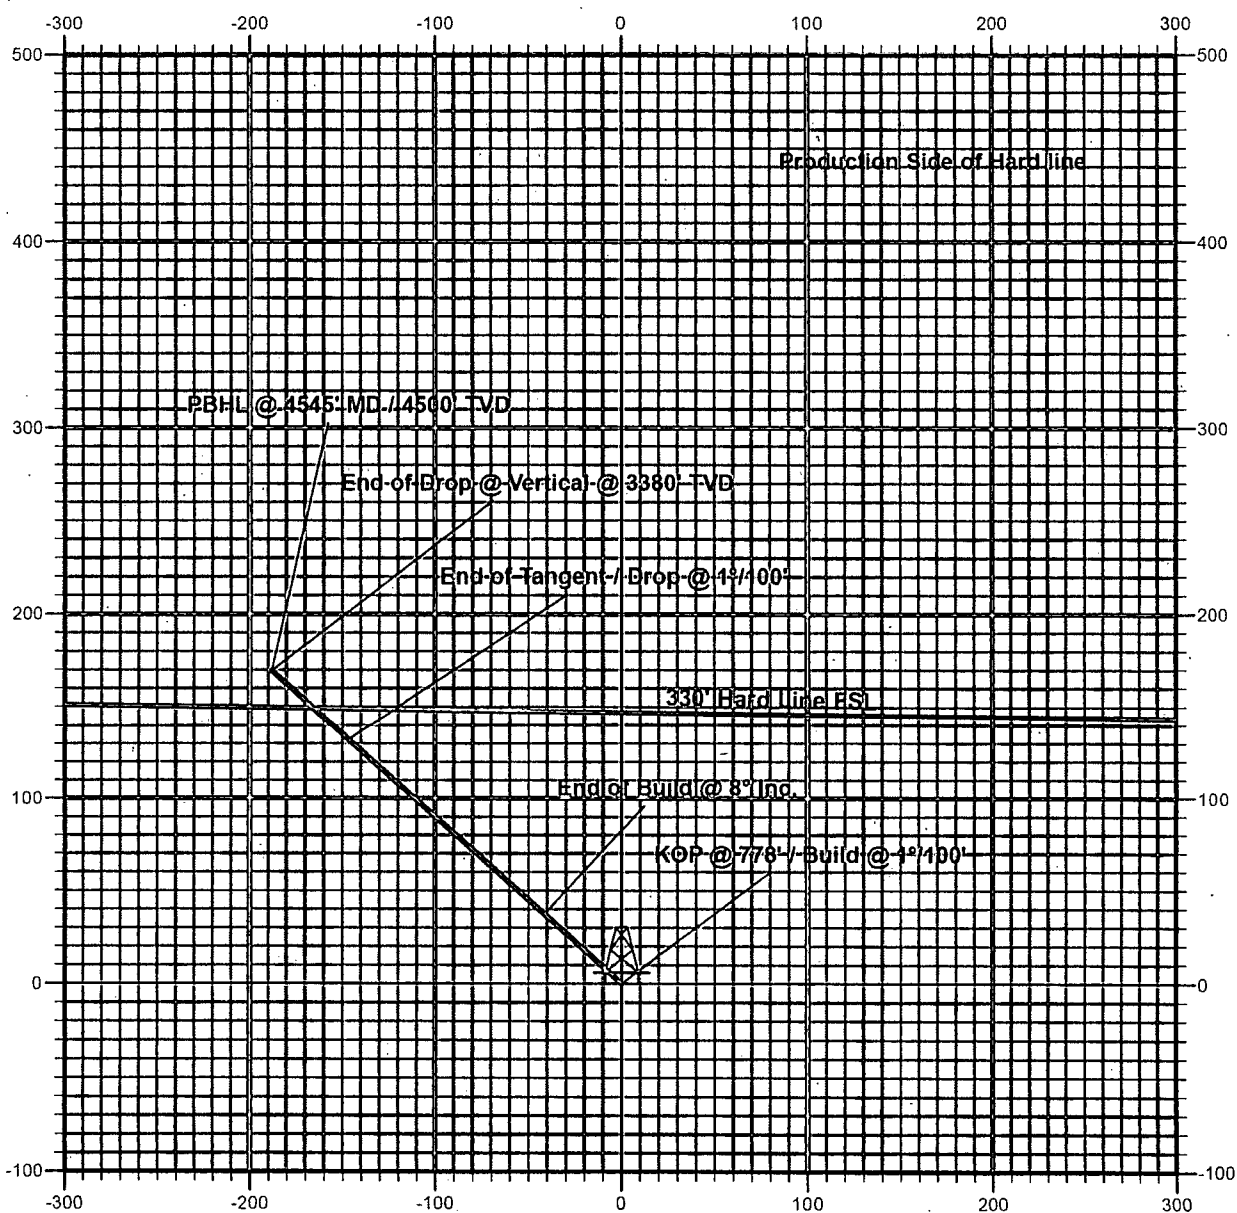 -300 -200 -100 0 100 200 300
500 500
Production Side of Hard line
400 400
PBHL @ 4545' MD / 4500' TVD
300 300
End of Drop @ Vertical @ 3380' TVD
End of Tangent / Drop @ 1°/100'
200 200
330' Hard Line FSL
End of Build @ 8° Inc.
100 100
KOP @ 778' / Build @ 1°/100'
0 0
-100 -100
-300 -200 -100 0 100 200 300